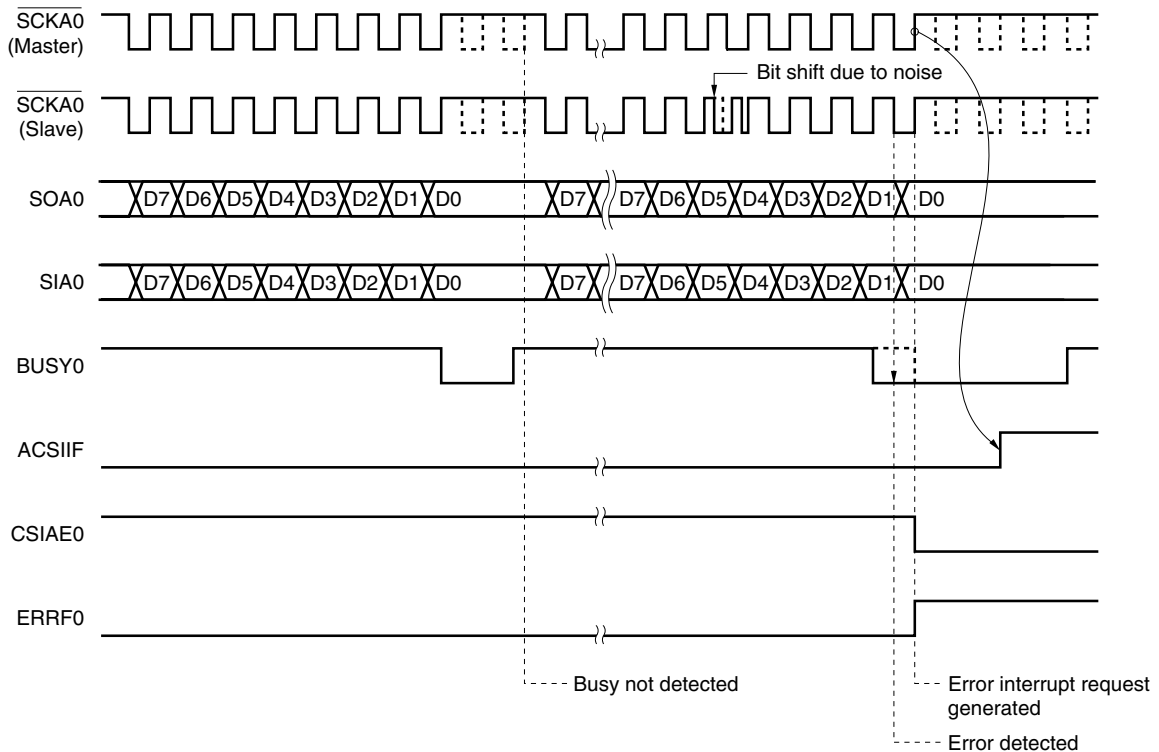 SCKA0
(Master)
Bit shift due to noise
SCKA0
(Slave)
SOA0
D7 D6 D5 D4 D3 D2 D1 D0 D7 D7 D6 D5 D4 D3 D2 D1 D0
SIA0
D7 D6 D5 D4 D3 D2 D1 D0 D7 D7 D6 D5 D4 D3 D2 D1 D0
BUSY0
ACSIIF
CSIAE0
ERRF0
Busy not detected
Error interrupt request
generated
Error detected